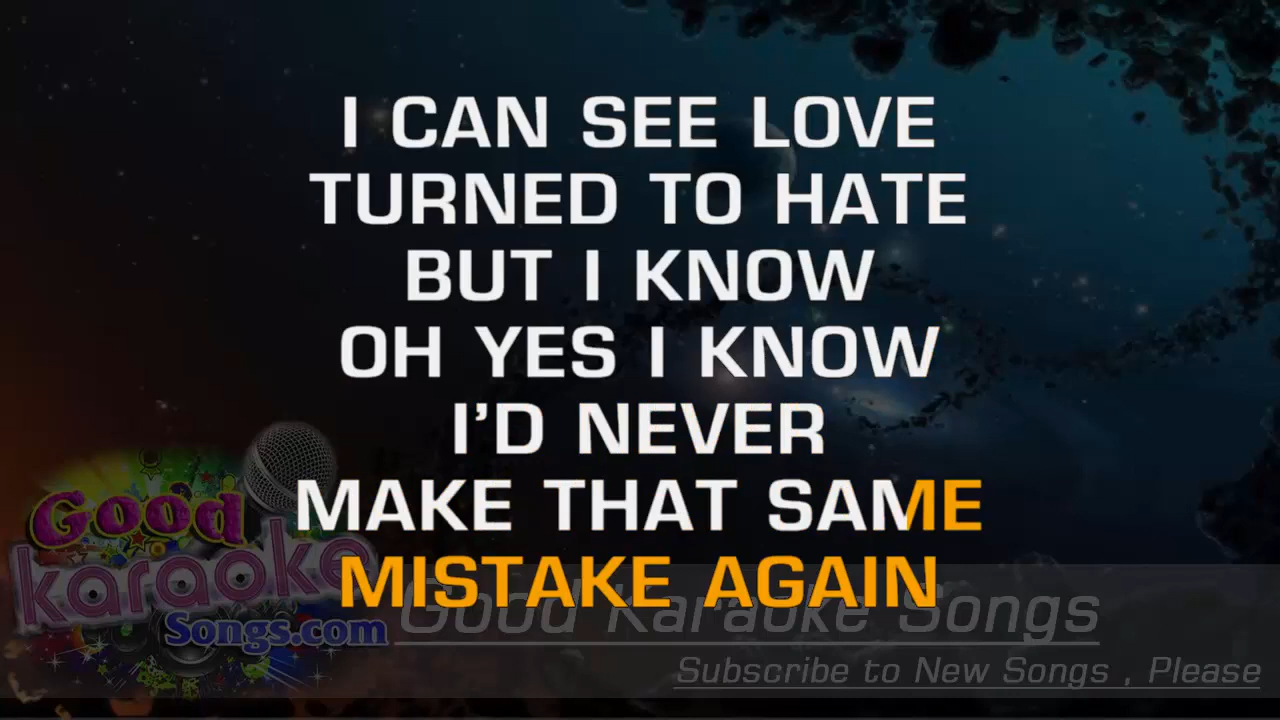 I CAN SEE LOVE
TURNED TO HATE
BUT I KNOW
OH YES I KNOW
I'D NEVER
MAKE THAT SAME
MISTAKE AGAIN
Good
karaoke
Songs.com
Good Karaoke Songs
Subscribe to New Songs , Please